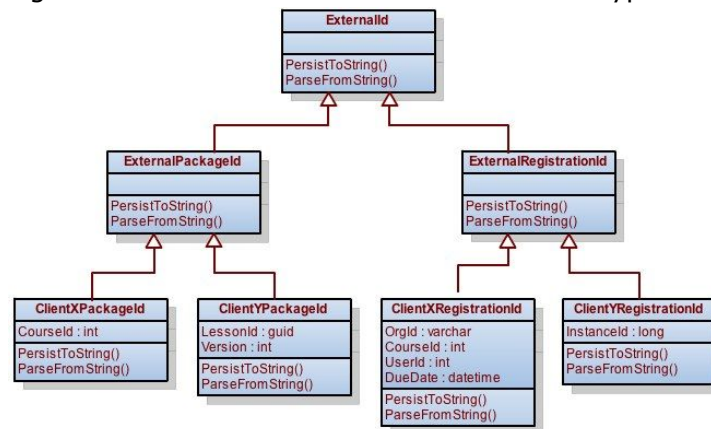 ExternalId
PersistToString()
ParseFromString()
ExternalPackageId
PersistToString()
ParseFromString()
ExternalRegistrationId
PersistToString()
ParseFromString()
ClientXPackageId
CourseId : int
PersistToString()
ParseFromString()
ClientYPackageId
LessonId : guid
Version : int
PersistToString()
ParseFromString()
ClientXRegistrationId
OrgId : varchar
CourseId : int
UserId : int
DueDate : datetime
PersistToString()
ParseFromString()
ClientYRegistrationId
InstanceId : long
PersistToString()
ParseFromString()